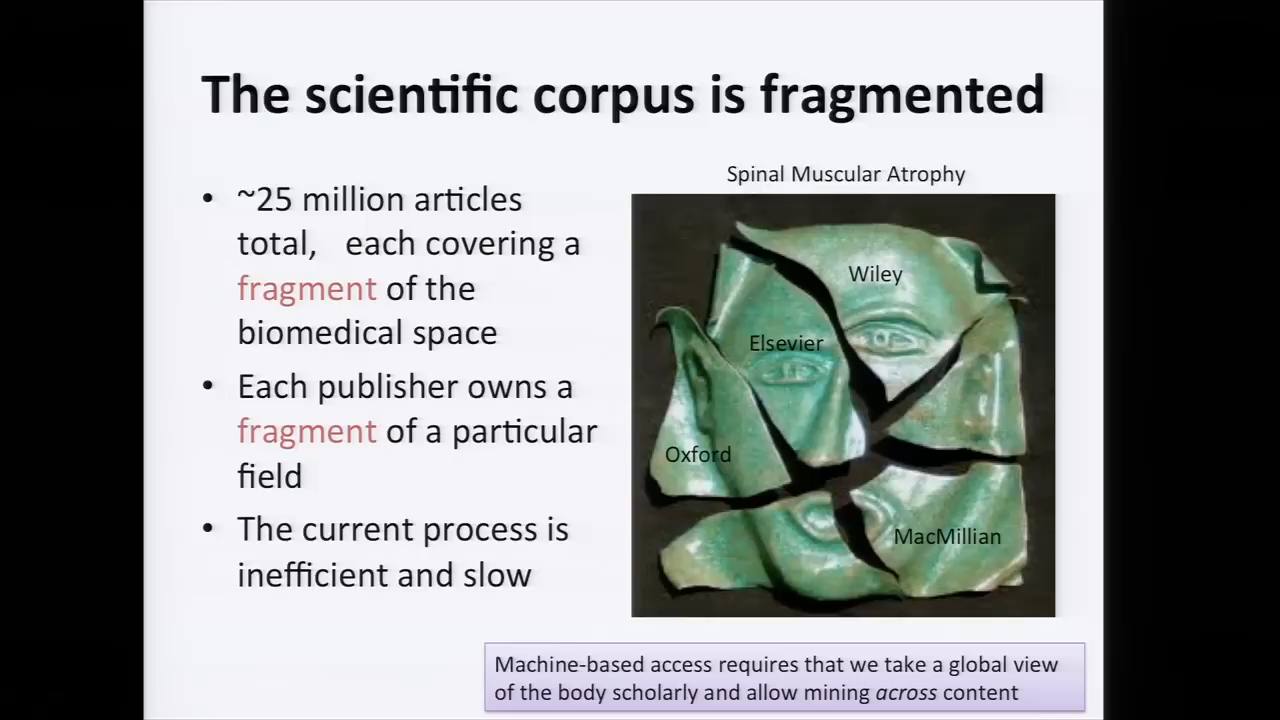 The scientific corpus is fragmented
• ~25 million articles
total, each covering a
fragment of the
biomedical space
• Each publisher owns a
fragment of a particular
field
• The current process is
inefficient and slow
Spinal Muscular Atrophy
Wiley
Elsevier
Oxford
MacMillian
Machine-based access requires that we take a global view
of the body scholarly and allow mining across content